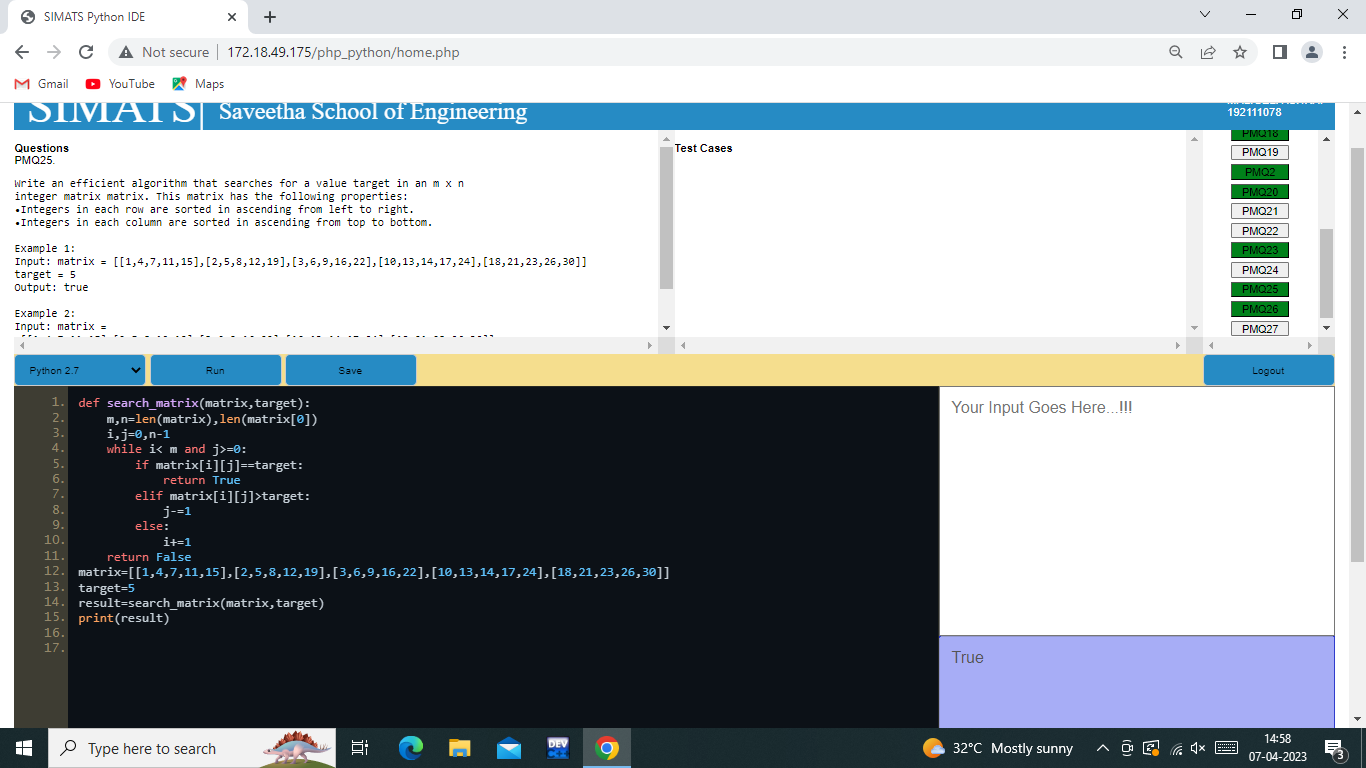 SIMATS Python IDE
Not secure
172.18.49.175/php_python/home.php
Gmail
YouTube
Maps
SIMATS
Saveetha School of Engineering
192111078
Questions
PMQ25.
Write an efficient algorithm that searches for a value target in an m x n
integer matrix matrix. This matrix has the following properties:
•Integers in each row are sorted in ascending from left to right.
•Integers in each column are sorted in ascending from top to bottom.
Example 1:
Input: matrix = [[1,4,7,11,15],[2,5,8,12,19],[3,6,9,16,22],[10,13,14,17,24],[18,21,23,26,30]]
target = 5
Output: true
Example 2:
Input: matrix =
Test Cases
PMQ18
PMQ19
PMQ2
PMQ20
PMQ21
PMQ22
PMQ23
PMQ24
PMQ25
PMQ26
PMQ27
Python 2.7
Run
Save
Logout
1. def search_matrix(matrix,target):
2. m,n=len(matrix),len(matrix[0])
3. i,j=0,n-1
4. while i< m and j>=0:
5. if matrix[i][j]==target:
6. return True
7. elif matrix[i][j]>target:
8. j-=1
9. else:
10. i+=1
11. return False
12. matrix=[[1,4,7,11,15],[2,5,8,12,19],[3,6,9,16,22],[10,13,14,17,24],[18,21,23,26,30]]
13. target=5
14. result=search_matrix(matrix,target)
15. print(result)
16.
17.
Your Input Goes Here...!!!
True
Type here to search
DEV
32°C Mostly sunny
14:58
07-04-2023
3